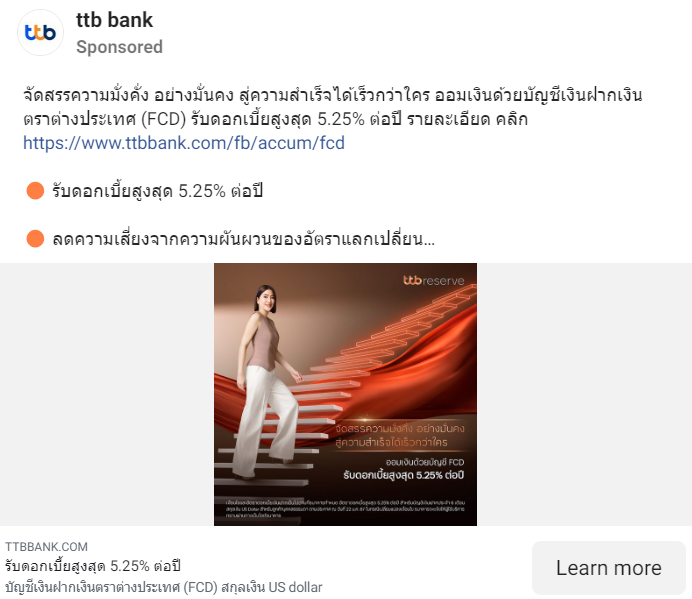 ttb
ttb bank
Sponsored
จัดสรรความมั่งคั่ง อย่างมั่นคง สู่ความสำเร็จได้เร็วกว่าใคร ออมเงินด้วยบัญชีเงินฝากเงิน
ตราต่างประเทศ (FCD) รับดอกเบี้ยสูงสุด 5.25% ต่อปี รายละเอียด คลิก
https://www.ttbbank.com/fb/accum/fcd
รับดอกเบี้ยสูงสุด 5.25% ต่อปี
ลดความเสี่ยงจากความผันผวนของอัตราแลกเปลี่ยน...
ttb reserve
จัดสรรความมั่งคั่ง อย่างมั่นคง
สู่ความสำเร็จได้เร็วกว่าใคร
ออมเงินด้วยบัญชี FCD
รับดอกเบี้ยสูงสุด 5.25% ต่อปี
TTBBANK.COM
รับดอกเบี้ยสูงสุด 5.25% ต่อปี
บัญชีเงินฝากเงินตราต่างประเทศ (FCD) สกุลเงิน US dollar
Learn more